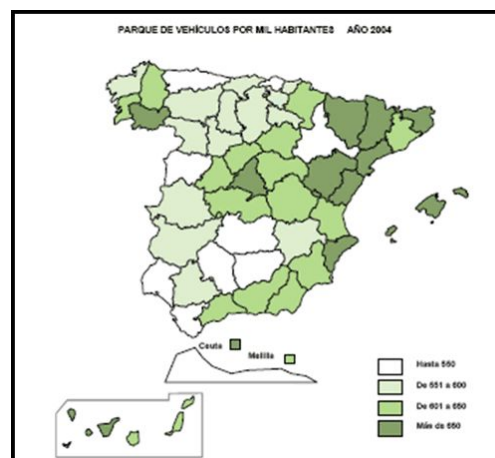 PARQUE DE VEHÍCULOS POR MIL HABITANTES AÑO 2004
Ceuta
Melilla
Hasta 550
De 551 a 600
De 601 a 650
Más de 650